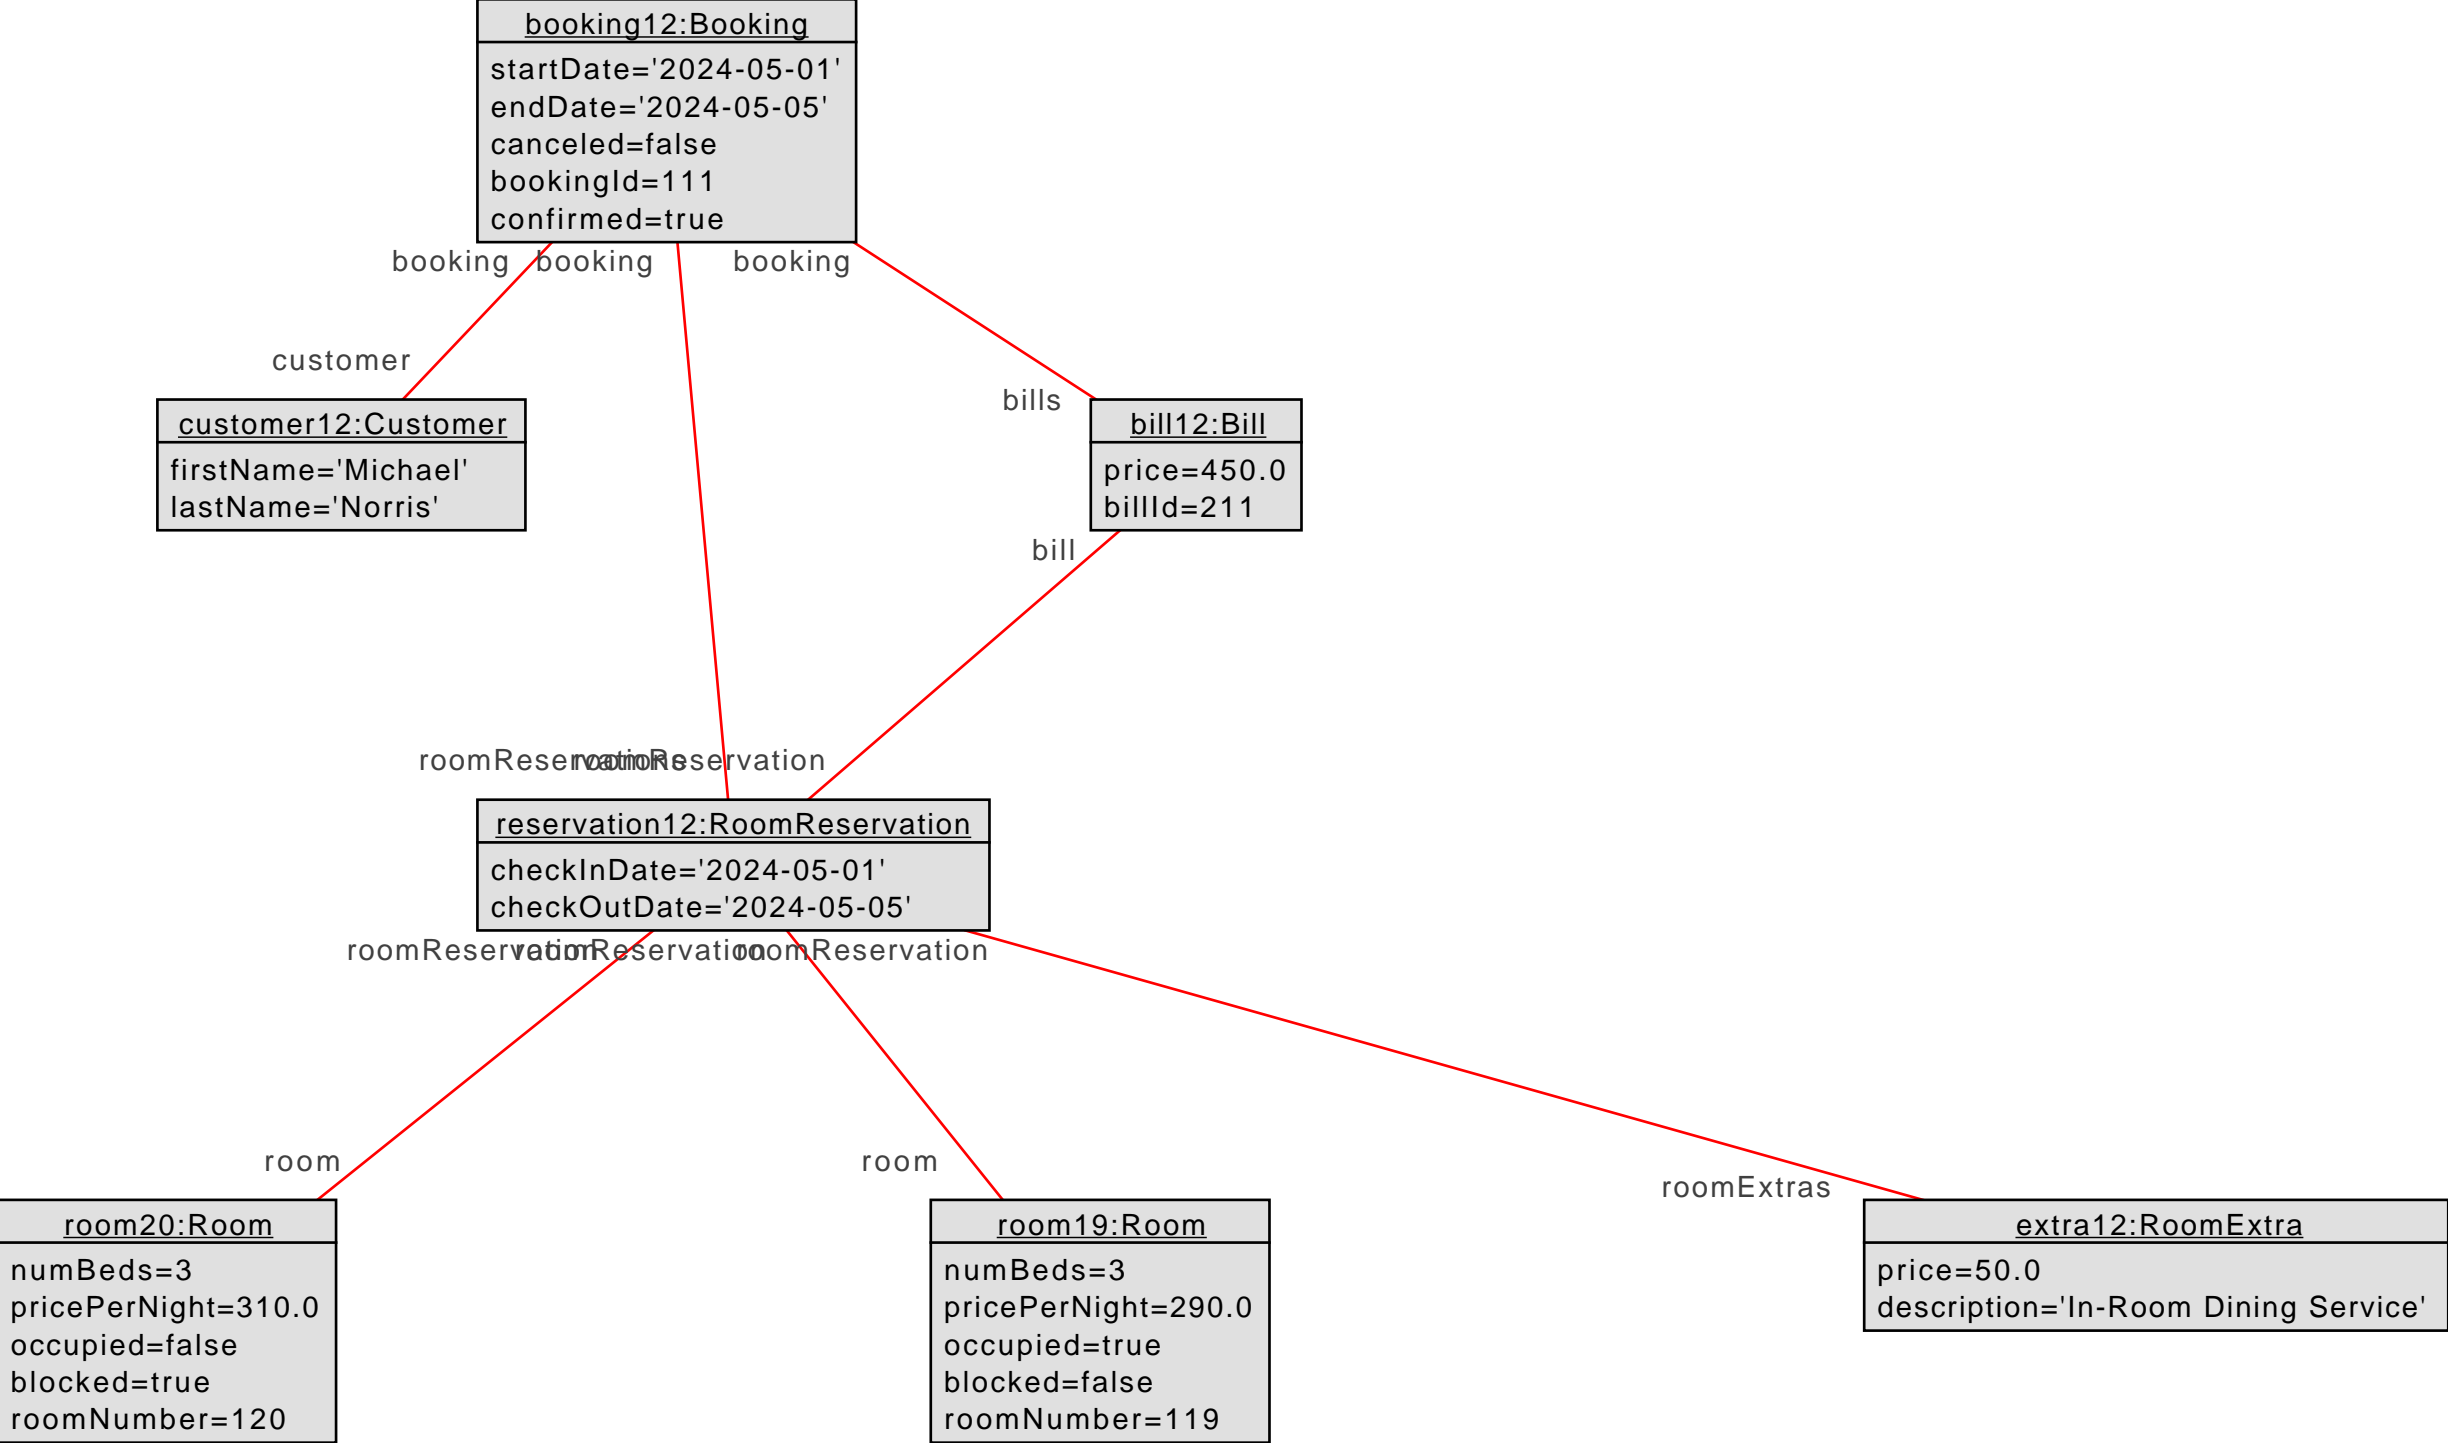 booking12:Booking
startDate='2024-05-01'
endDate='2024-05-05'
canceled=false
bookingId=111
confirmed=true
booking
booking
booking
customer
bills
customer12:Customer
firstName='Michael'
lastName='Norris'
bill12:Bill
price=450.0
billId=211
bill
roomReservations
roomReservation
reservation12:RoomReservation
checkInDate='2024-05-01'
checkOutDate='2024-05-05'
roomReservation
roomReservation
roomReservation
room
room
roomExtras
room20:Room
numBeds=3
pricePerNight=310.0
occupied=false
blocked=true
roomNumber=120
room19:Room
numBeds=3
pricePerNight=290.0
occupied=true
blocked=false
roomNumber=119
extra12:RoomExtra
price=50.0
description='In-Room Dining Service'